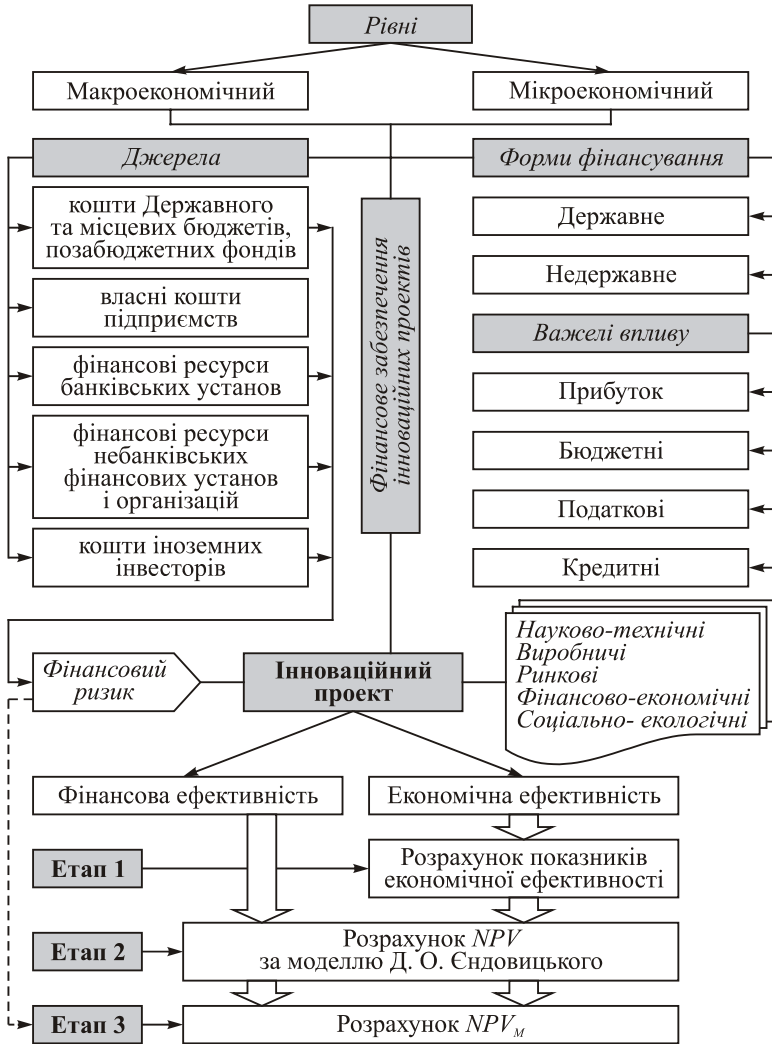 Рівні
Макроекономічний
Мікроекономічний
Джерела
кошти Державного
та місцевих бюджетів,
позабюджетних фондів
власні кошти
підприємств
фінансові ресурси
банківських установ
фінансові ресурси
небанківських
фінансових установ
і організацій
кошти іноземних
інвесторів
Фінансове забезпечення
інноваційних проектів
Форми фінансування
Державне
Недержавне
Важелі впливу
Прибуток
Бюджетні
Податкові
Кредитні
Фінансовий
ризик
Інноваційний
проект
Науково-технічні
Виробничі
Ринкові
Фінансово-економічні
Соціально- екологічні
Фінансова ефективність
Економічна ефективність
Етап 1
Розрахунок показників
економічної ефективності
Етап 2
Розрахунок NPV
за моделлю Д. О. Єндовицького
Етап 3
Розрахунок NPVM